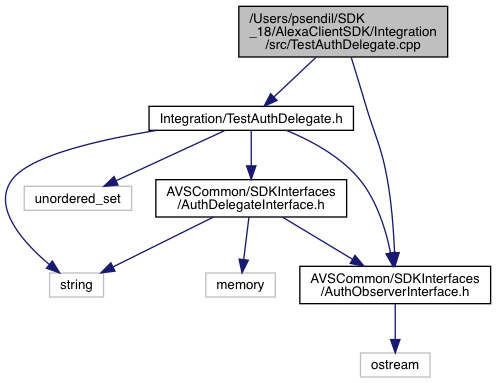 /Users/psendil/SDK
_18/AlexaClientSDK/Integration
/src/TestAuthDelegate.cpp
Integration/TestAuthDelegate.h
unordered_set
AVSCommon/SDKInterfaces
/AuthDelegateInterface.h
string
memory
AVSCommon/SDKInterfaces
/AuthObserverInterface.h
ostream